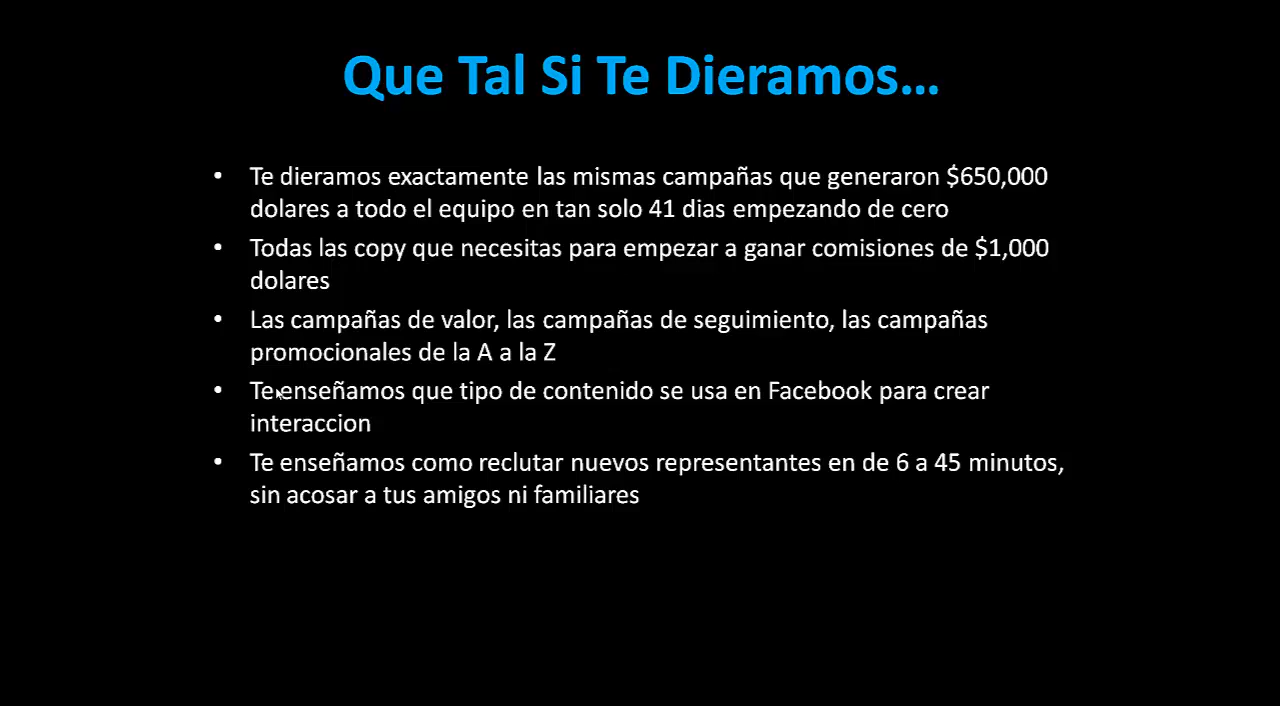 Que Tal Si Te Dieramos...
• Te dieramos exactamente las mismas campañas que generaron $650,000
dolares a todo el equipo en tan solo 41 dias empezando de cero
• Todas las copy que necesitas para empezar a ganar comisiones de $1,000
dolares
• Las campañas de valor, las campañas de seguimiento, las campañas
promocionales de la A a la Z
• Te enseñamos que tipo de contenido se usa en Facebook para crear
interaccion
• Te enseñamos como reclutar nuevos representantes en de 6 a 45 minutos,
sin acosar a tus amigos ni familiares